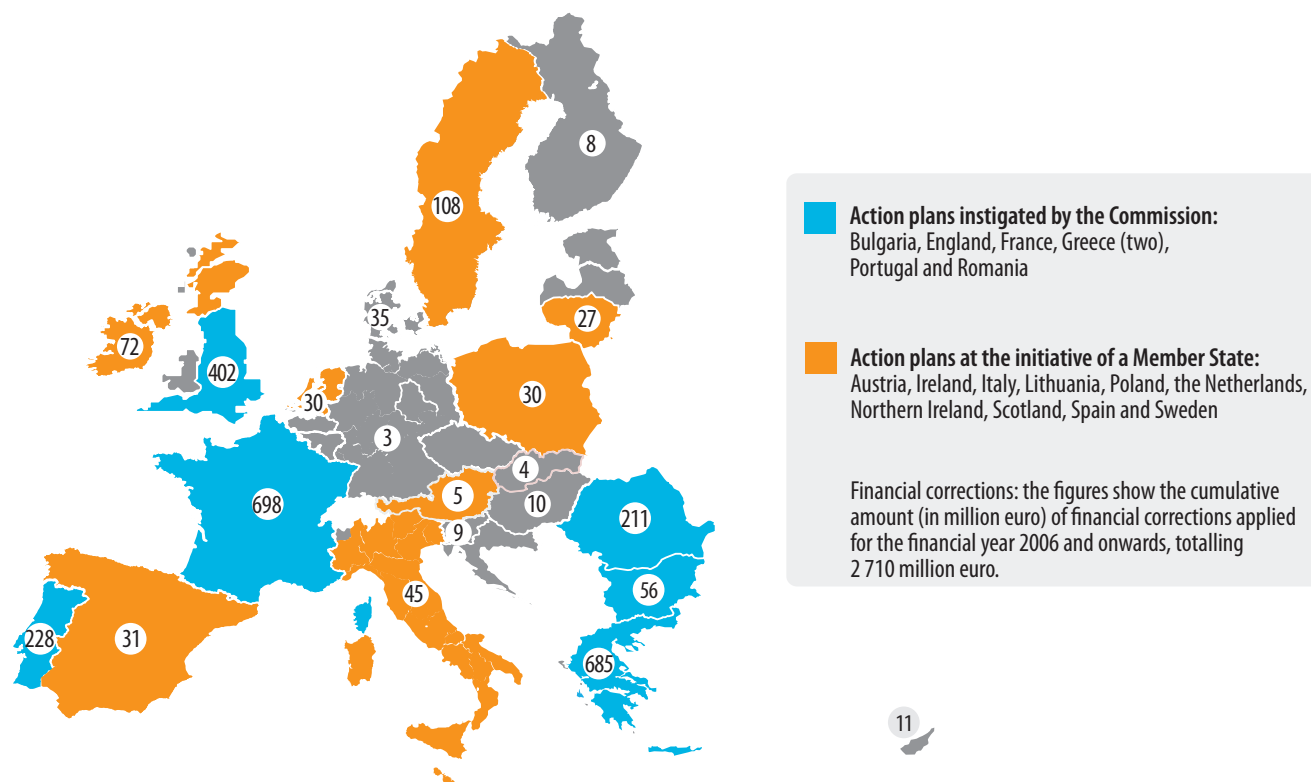 8
108
35
27
72
402
30
30
3
4
5
10
9
698
211
56
45
228
31
685
11
Action plans instigated by the Commission:
Bulgaria, England, France, Greece (two),
Portugal and Romania
Action plans at the initiative of a Member State:
Austria, Ireland, Italy, Lithuania, Poland, the Netherlands,
Northern Ireland, Scotland, Spain and Sweden
Financial corrections: the figures show the cumulative
amount (in million euro) of financial corrections applied
for the financial year 2006 and onwards, totalling
2 710 million euro.